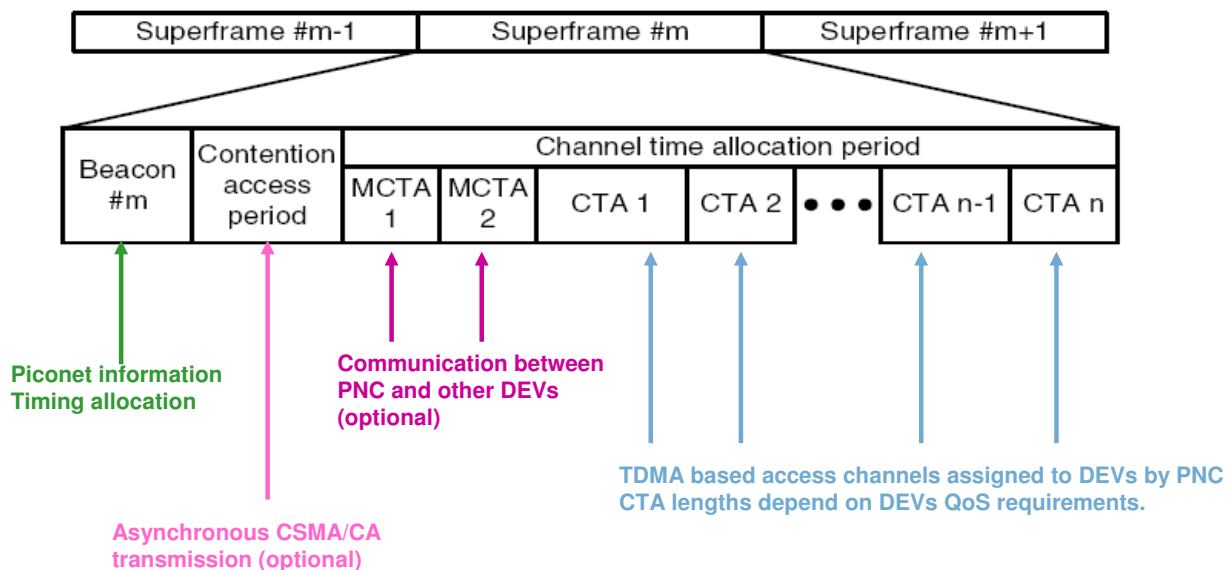 Superframe #m-1
Superframe #m
Superframe #m+1
Beacon
#m
Contention
access
period
Channel time allocation period
MCTA
1
MCTA
2
CTA 1
CTA 2
● ● ●
CTA n-1
CTA n
Piconet information
Timing allocation
Communication between
PNC and other DEVs
(optional)
TDMA based access channels assigned to DEVs by PNC
CTA lengths depend on DEVs QoS requirements.
Asynchronous CSMA/CA
transmission (optional)